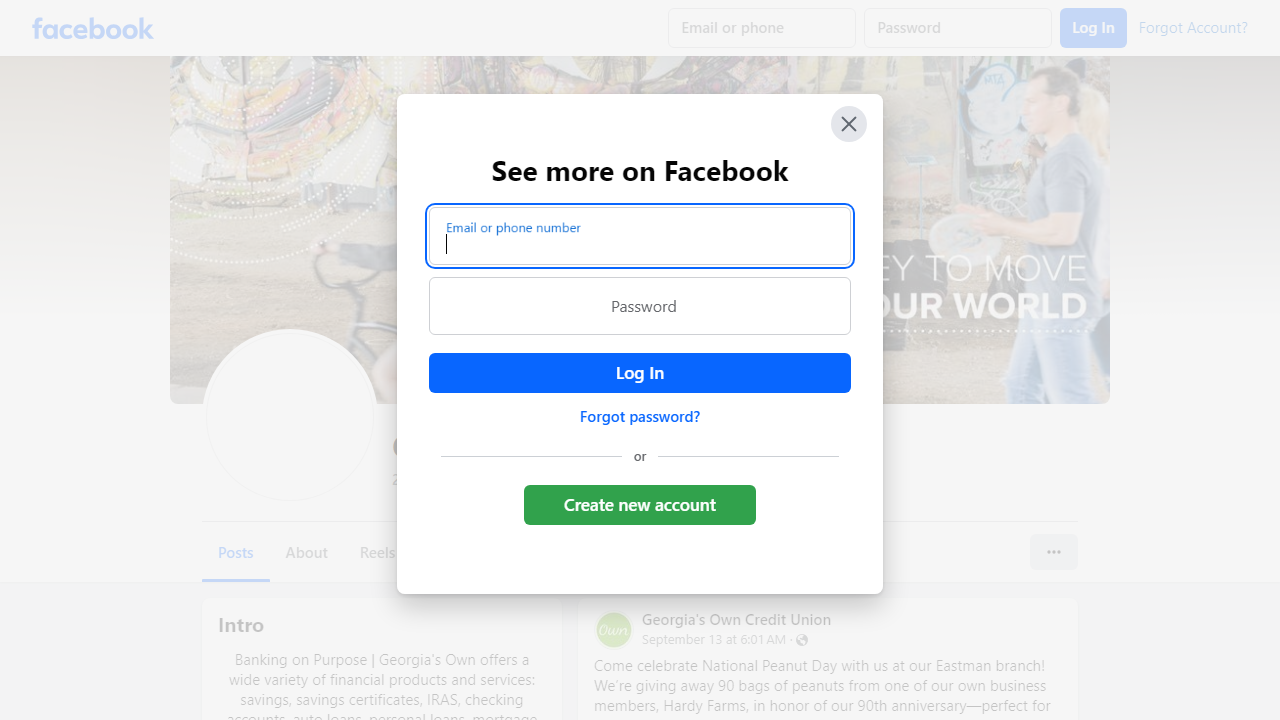 facebook
Email or phone
Password
Log In
Forgot Account?
See more on Facebook
Email or phone number
Password
Log In
Forgot password?
or
Create new account
EY TO MOVE
OUR WORLD
Posts
About
Reels
Intro
Banking on Purpose | Georgia's Own offers a
wide variety of financial products and services:
savings, savings certificates, IRAS, checking
accounts, auto loans, personal loans, mortgage
Own
Georgia's Own Credit Union
September 13 at 6:01 AM ·
Come celebrate National Peanut Day with us at our Eastman branch!
We're giving away 90 bags of peanuts from one of our own business
members, Hardy Farms, in honor of our 90th anniversary—perfect for